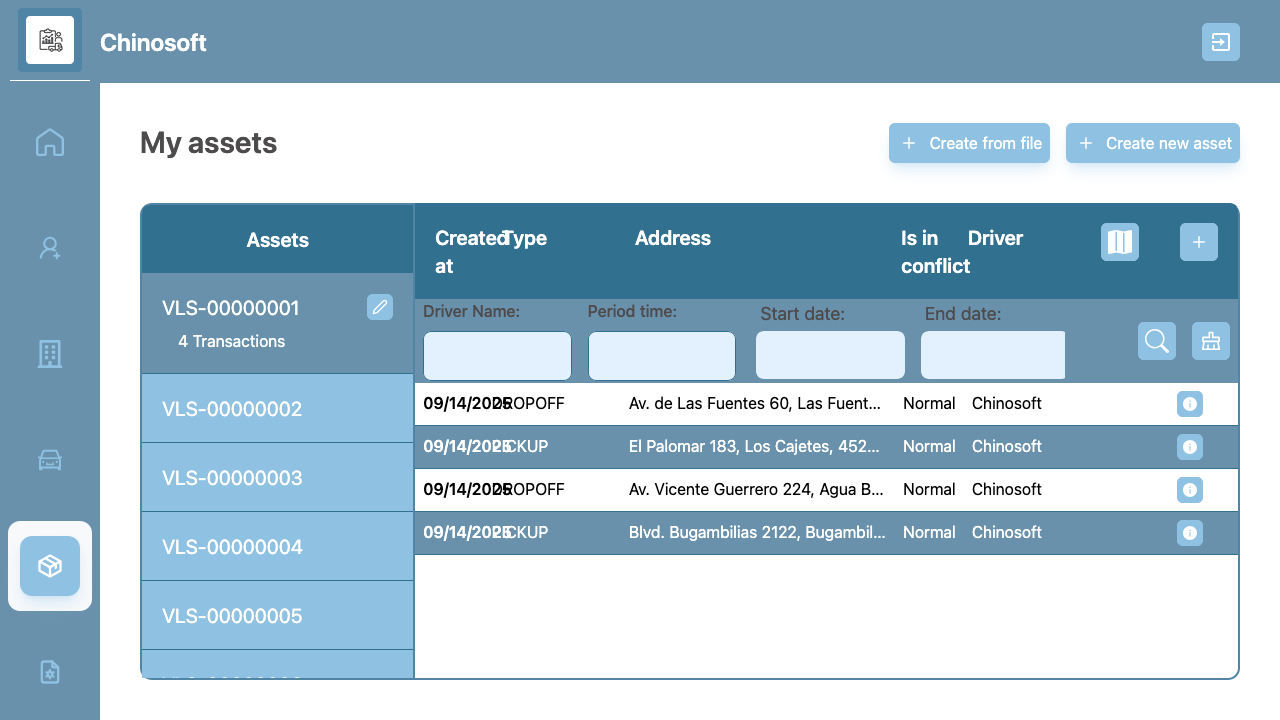 Chinosoft
My assets
Create from file
Create new asset
Assets
Created at
Type
Address
Is in conflict
Driver
VLS-00000001
4 Transactions
VLS-00000002
VLS-00000003
VLS-00000004
VLS-00000005
Driver Name:
Period time:
Start date:
End date:
09/14/2025 DROPOFF Av. de Las Fuentes 60, Las Fuent... Normal Chinosoft
09/14/2025 PICKUP El Palomar 183, Los Cajetes, 452... Normal Chinosoft
09/14/2025 DROPOFF Av. Vicente Guerrero 224, Agua B... Normal Chinosoft
09/14/2025 PICKUP Blvd. Bugambilias 2122, Bugambil... Normal Chinosoft